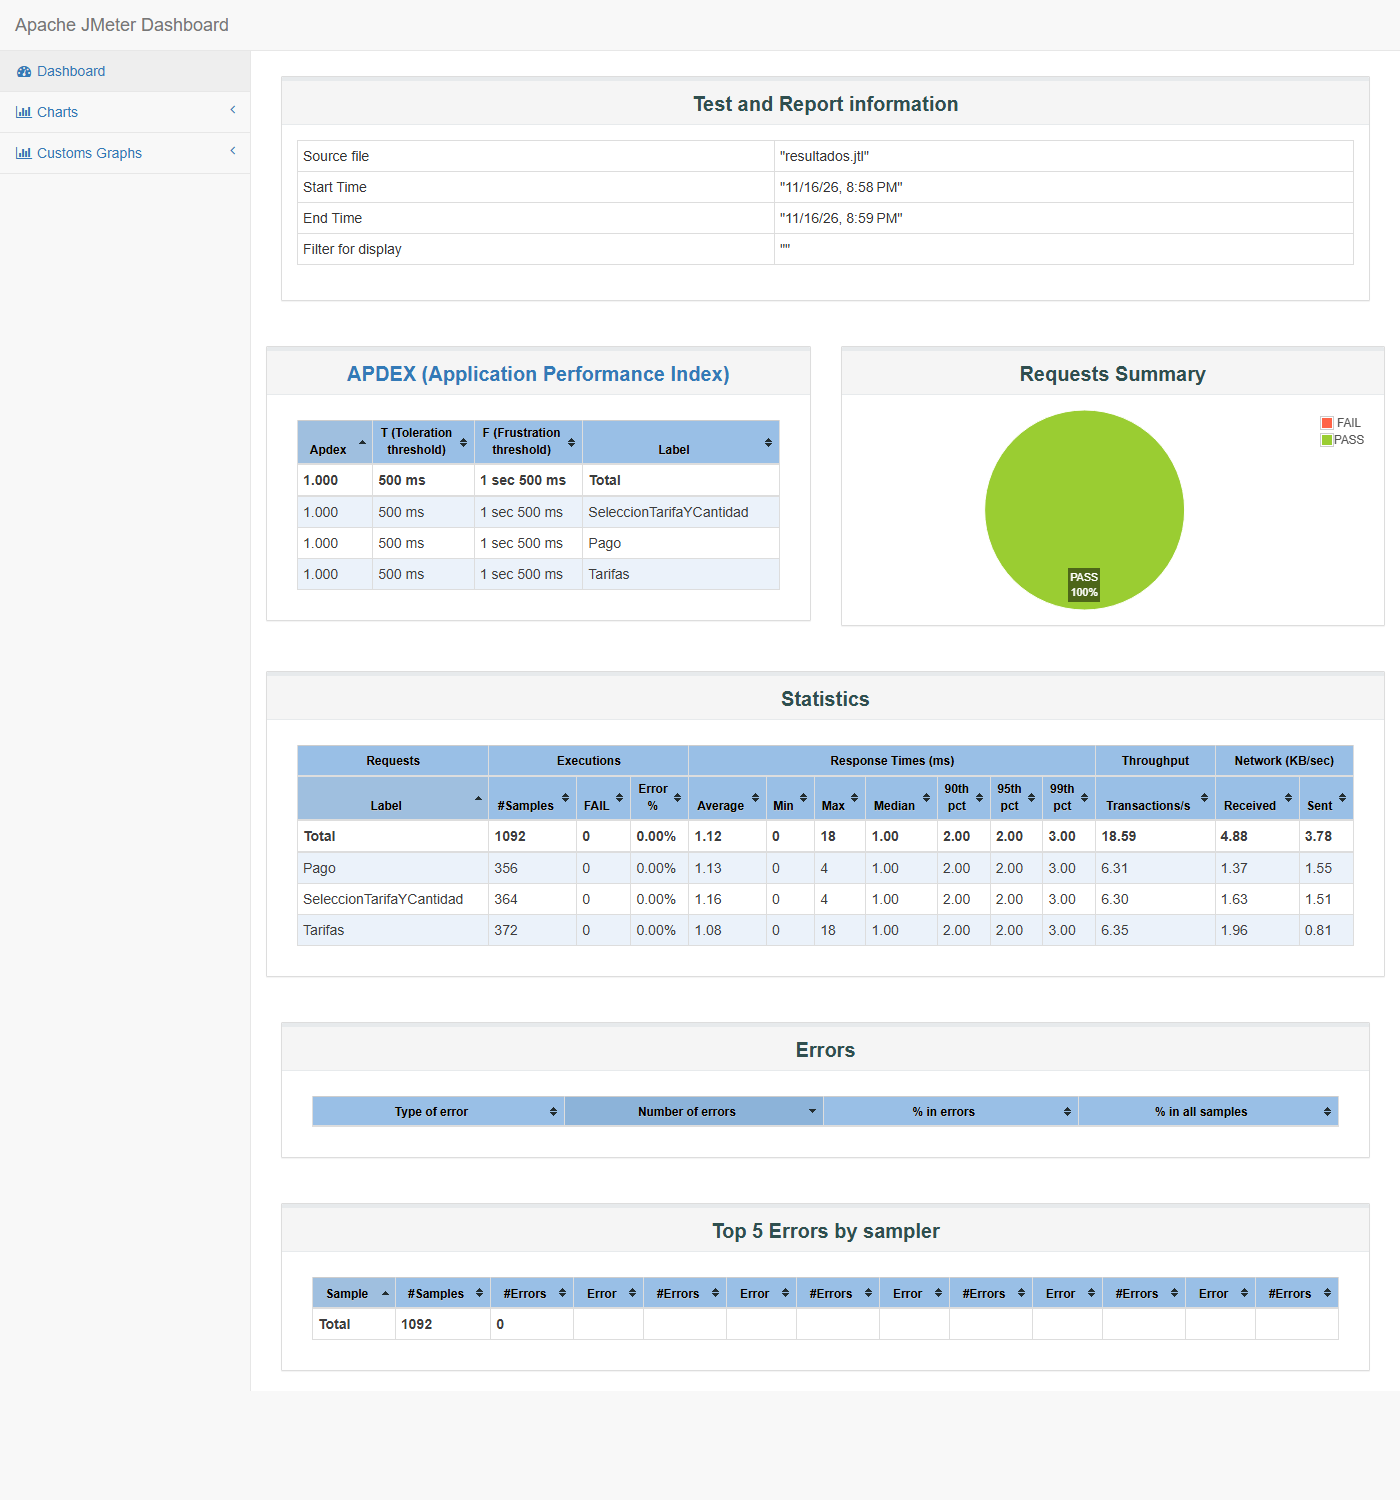 Apache JMeter Dashboard
Dashboard
Charts
Customs Graphs
Test and Report information
Source file "resultados.jtl"
Start Time "11/16/26, 8:58 PM"
End Time "11/16/26, 8:59 PM"
Filter for display ""
APDEX (Application Performance Index)
Apdex T (Toleration threshold) F (Frustration threshold) Label
1.000 500 ms 1 sec 500 ms Total
1.000 500 ms 1 sec 500 ms SeleccionTarifaYCantidad
1.000 500 ms 1 sec 500 ms Pago
1.000 500 ms 1 sec 500 ms Tarifas
Requests Summary
FAIL
PASS
PASS
100%
Statistics
Requests Executions Response Times (ms) Throughput Network (KB/sec)
Label #Samples FAIL Error % Average Min Max Median 90th pct 95th pct 99th pct Transactions/s Received Sent
Total 1092 0 0.00% 1.12 0 18 1.00 2.00 2.00 3.00 18.59 4.88 3.78
Pago 356 0 0.00% 1.13 0 4 1.00 2.00 2.00 3.00 6.31 1.37 1.55
SeleccionTarifaYCantidad 364 0 0.00% 1.16 0 4 1.00 2.00 2.00 3.00 6.30 1.63 1.51
Tarifas 372 0 0.00% 1.08 0 18 1.00 2.00 2.00 3.00 6.35 1.96 0.81
Errors
Type of error Number of errors % in errors % in all samples
Top 5 Errors by sampler
Sample #Samples #Errors Error #Errors Error #Errors Error #Errors Error #Errors Error #Errors
Total 1092 0